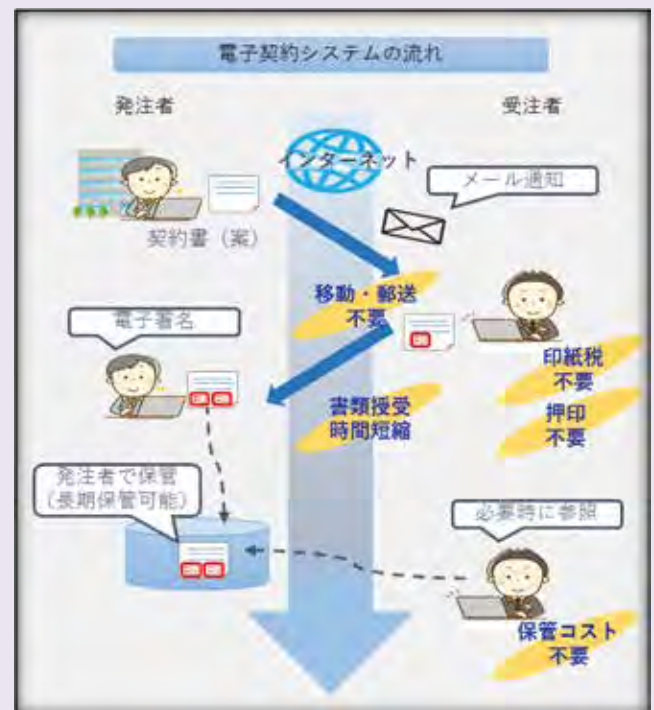 電子契約システムの流れ
発注者
受注者
インターネット
メール通知
契約書（案）
移動・郵送
不要
電子署名
印紙税
不要
書類授受
時間短縮
押印
不要
発注者で保管
（長期保管可能）
必要時に参照
保管コスト
不要